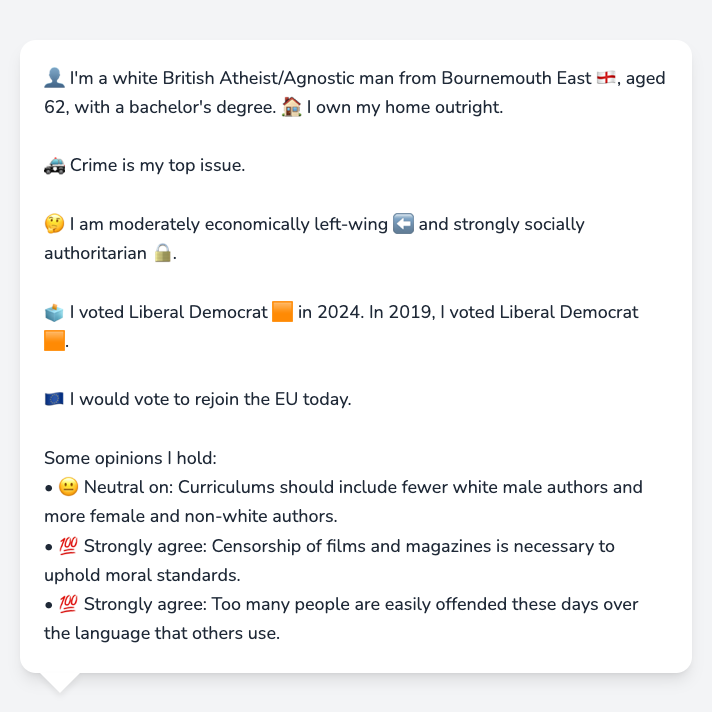 👤 I'm a white British Atheist/Agnostic man from Bournemouth East 🏴󠁧󠁢󠁥󠁮󠁧󠁿, aged
62, with a bachelor's degree. 🏠 I own my home outright.
🚓 Crime is my top issue.
🤔 I am moderately economically left-wing ⬅️ and strongly socially
authoritarian 🔒.
🗳️ I voted Liberal Democrat 🟧 in 2024. In 2019, I voted Liberal Democrat
🟧.
🇪🇺 I would vote to rejoin the EU today.
Some opinions I hold:
• 😐 Neutral on: Curriculums should include fewer white male authors and
more female and non-white authors.
• 💯 Strongly agree: Censorship of films and magazines is necessary to
uphold moral standards.
• 💯 Strongly agree: Too many people are easily offended these days over
the language that others use.